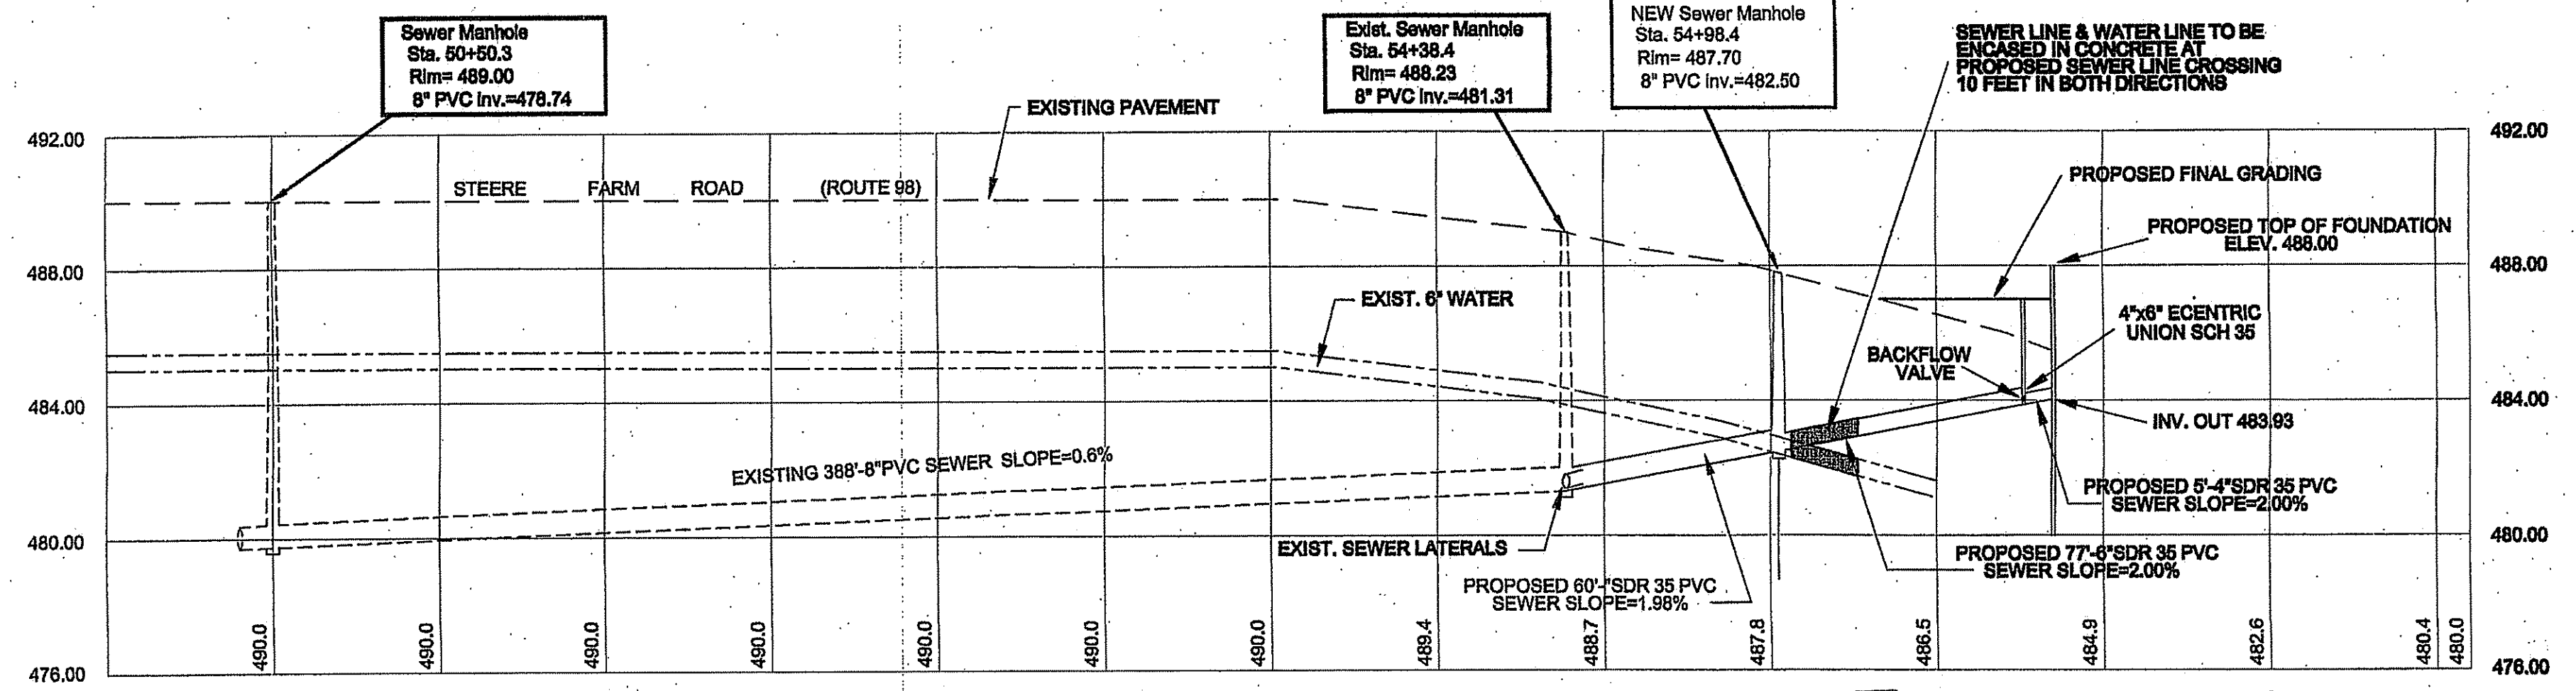 Sewer Manhole
Sta. 50+50.3
Rim= 489.00
8" PVC Inv.=478.74
Exist. Sewer Manhole
Sta. 54+38.4
Rim= 488.23
8" PVC Inv.=481.31
NEW Sewer Manhole
Sta. 54+98.4
Rim= 487.70
8" PVC inv.=482.50
SEWER LINE & WATER LINE TO BE
ENCASED IN CONCRETE AT
PROPOSED SEWER LINE CROSSING
10 FEET IN BOTH DIRECTIONS
EXISTING PAVEMENT
492.00
492.00
STEERE FARM ROAD (ROUTE 98)
PROPOSED FINAL GRADING
PROPOSED TOP OF FOUNDATION
ELEV. 488.00
488.00
488.00
EXIST. 6" WATER
4"x6" ECENTRIC
UNION SCH 35
BACKFLOW
VALVE
484.00
484.00
INV. OUT 483.93
EXISTING 388'-8"PVC SEWER SLOPE=0.6%
PROPOSED 5'-4"SDR 35 PVC
SEWER SLOPE=2.00%
480.00
480.00
EXIST. SEWER LATERALS
PROPOSED 77'-6"SDR 35 PVC
SEWER SLOPE=2.00%
PROPOSED 60'-"SDR 35 PVC
SEWER SLOPE=1.98%
490.0
490.0
490.0
490.0
490.0
490.0
490.0
489.4
488.7
487.8
486.5
484.9
482.6
480.4
480.0
476.00
476.00